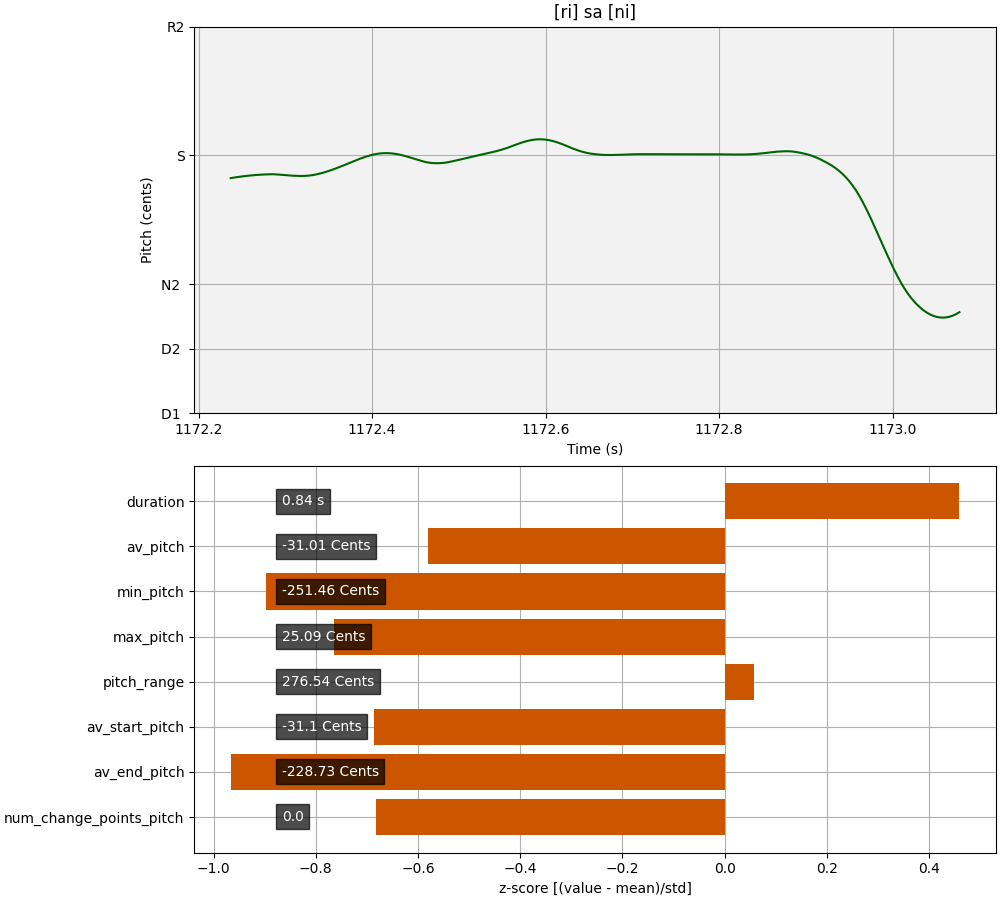 [ri] sa [ni]
R2
S
N2
D2
D1
Pitch (cents)
1172.2 1172.4 1172.6 1172.8 1173.0
Time (s)
duration 0.84 s
av_pitch -31.01 Cents
min_pitch -251.46 Cents
max_pitch 25.09 Cents
pitch_range 276.54 Cents
av_start_pitch -31.1 Cents
av_end_pitch -228.73 Cents
num_change_points_pitch 0.0
−1.0 −0.8 −0.6 −0.4 −0.2 0.0 0.2 0.4
z-score [(value - mean)/std]